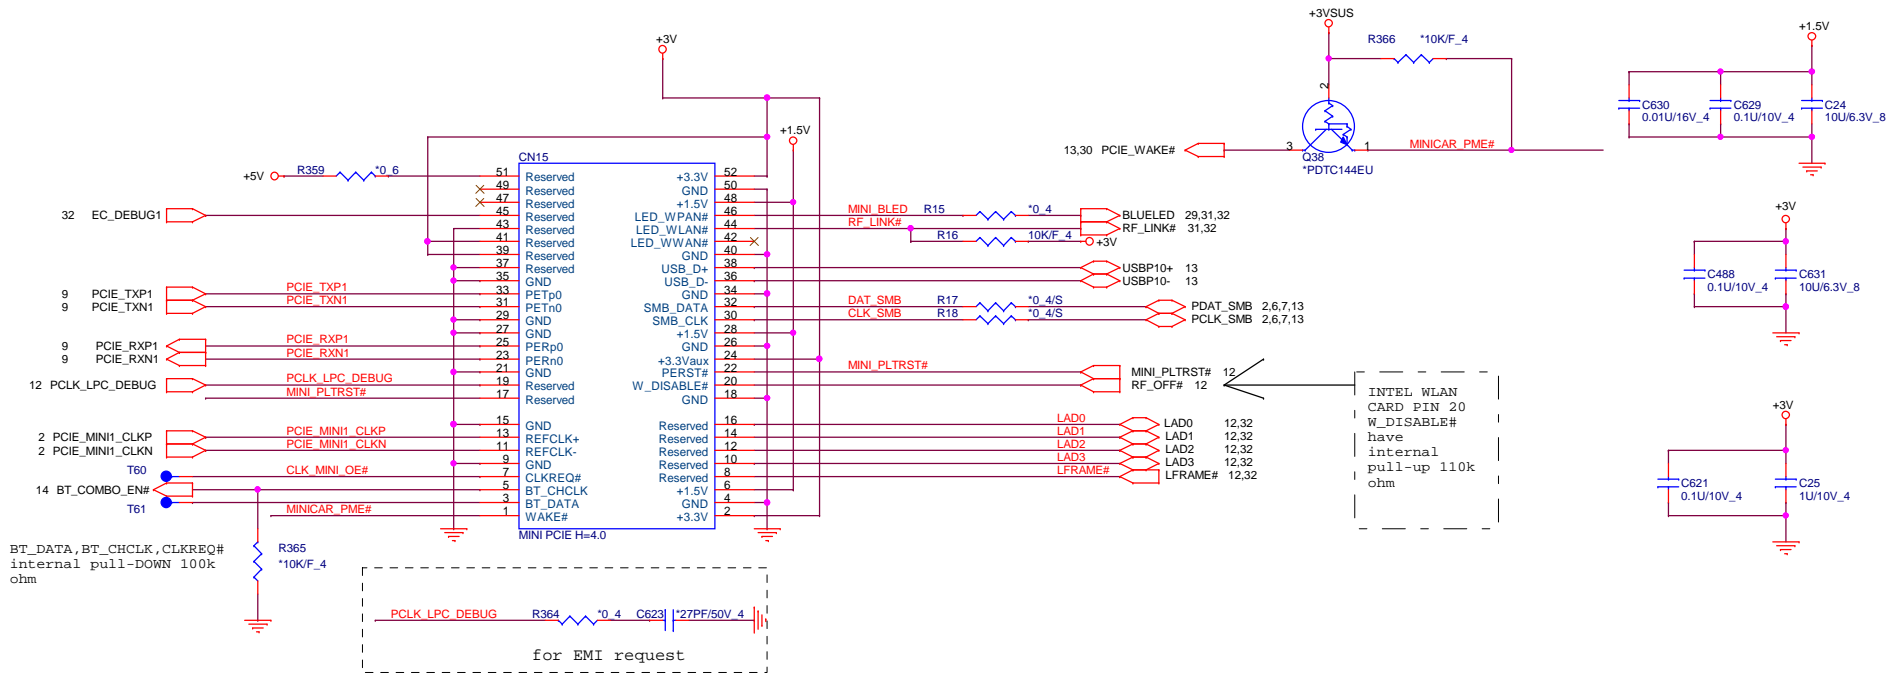 +3VSUS
R366 *10K/F_4
+3V
+1.5V
2
C630
0.01U/16V_4
C629
0.1U/10V_4
C24
10U/6.3V_8
+1.5V
13,30 PCIE_WAKE#
3
1
MINICAR_PME#
Q38
*PDTC144EU
CN15
+5V
R359 *0_6
51 Reserved +3.3V 52
49 Reserved GND 50
47 Reserved +1.5V 48
32 EC_DEBUG1 45 Reserved LED_WPAN# 46 MINI_BLED R15 *0_4 BLUELED 29,31,32
43 Reserved LED_WLAN# 44 RF_LINK# RF_LINK# 31,32
41 Reserved LED_WWAN# 42 R16 10K/F_4 +3V
39 Reserved GND 40
37 Reserved USB_D+ 38 USBP10+ 13
35 GND USB_D- 36 USBP10- 13
9 PCIE_TXP1 PCIE_TXP1 33 PETp0 GND 34
9 PCIE_TXN1 PCIE_TXN1 31 PETn0 SMB_DATA 32 DAT_SMB R17 *0_4/S PDAT_SMB 2,6,7,13
29 GND SMB_CLK 30 CLK_SMB R18 *0_4/S PCLK_SMB 2,6,7,13
27 GND +1.5V 28
9 PCIE_RXP1 PCIE_RXP1 25 PERp0 GND 26
9 PCIE_RXN1 PCIE_RXN1 23 PERn0 +3.3Vaux 24
21 GND PERST# 22 MINI_PLTRST# MINI_PLTRST# 12
12 PCLK_LPC_DEBUG PCLK_LPC_DEBUG 19 Reserved W_DISABLE# 20 RF_OFF# 12
MINI_PLTRST# 17 Reserved GND 18
15 GND Reserved 16 LAD0 LAD0 12,32
2 PCIE_MINI1_CLKP PCIE_MINI1_CLKP 13 REFCLK+ Reserved 14 LAD1 LAD1 12,32
2 PCIE_MINI1_CLKN PCIE_MINI1_CLKN 11 REFCLK- Reserved 12 LAD2 LAD2 12,32
9 GND Reserved 10 LAD3 LAD3 12,32
T60 CLK_MINI_OE# 7 CLKREQ# Reserved 8 LFRAME# LFRAME# 12,32
14 BT_COMBO_EN# 5 BT_CHCLK +1.5V 6
T61 3 BT_DATA GND 4
MINICAR_PME# 1 WAKE# +3.3V 2
MINI PCIE H=4.0
+3V
C488
0.1U/10V_4
C631
10U/6.3V_8
INTEL WLAN
CARD PIN 20
W_DISABLE#
have
internal
pull-up 110k
ohm
+3V
C621
0.1U/10V_4
C25
1U/10V_4
BT_DATA,BT_CHCLK,CLKREQ#
internal pull-DOWN 100k
ohm
R365
*10K/F_4
PCLK_LPC_DEBUG R364 *0_4 C623 *27PF/50V_4
for EMI request